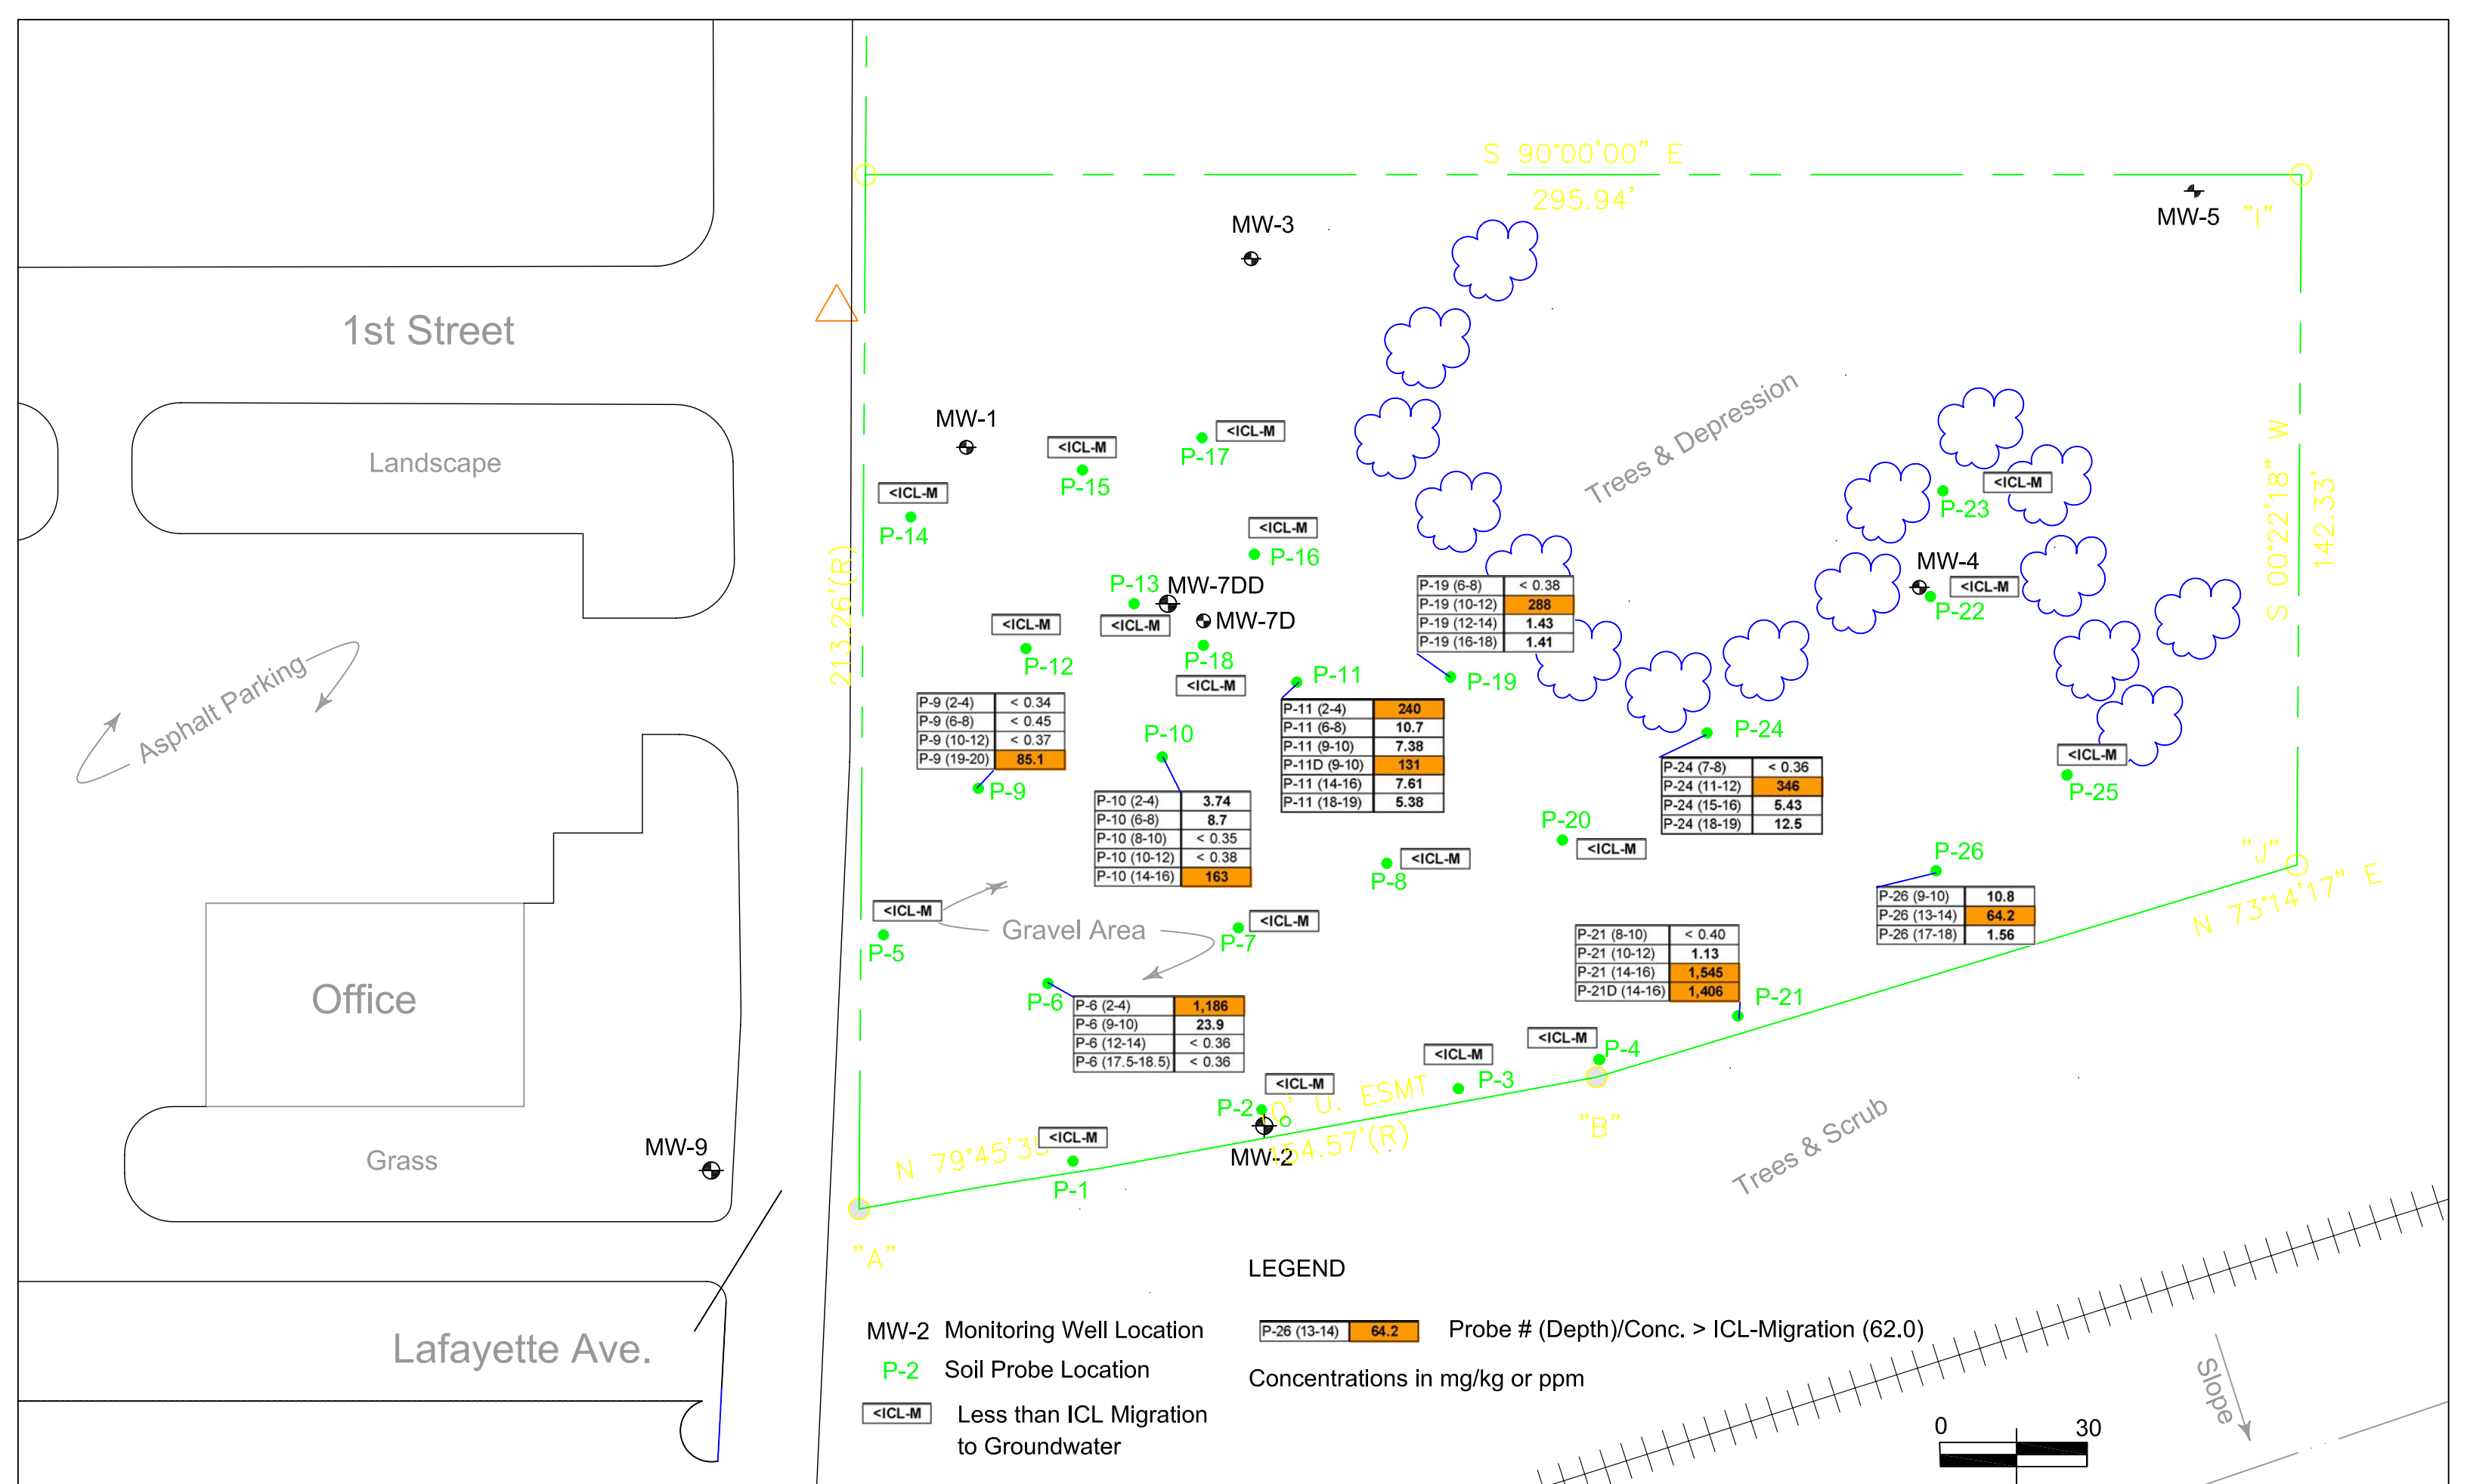 S 90°00'00" E
295.94'
MW-3
MW-5
"I"
1st Street
Trees & Depression
MW-1
<ICL-M
P-17
<ICL-M
P-15
Landscape
<ICL-M
P-14
<ICL-M
P-16
<ICL-M
P-23
S 00°22'18" W
142.33'
213.26'(R)
MW-4
<ICL-M
P-22
P-13
MW-7DD
<ICL-M
MW-7D
<ICL-M
P-12
P-18
<ICL-M
P-19 (6-8) < 0.38
P-19 (10-12) 288
P-19 (12-14) 1.43
P-19 (16-18) 1.41
P-19
P-11
P-11 (2-4) 240
P-11 (6-8) 10.7
P-11 (9-10) 7.38
P-11D (9-10) 131
P-11 (14-16) 7.61
P-11 (18-19) 5.38
P-9 (2-4) < 0.34
P-9 (6-8) < 0.45
P-9 (10-12) < 0.37
P-9 (19-20) 85.1
P-9
Asphalt Parking
P-10
P-10 (2-4) 3.74
P-10 (6-8) 8.7
P-10 (8-10) < 0.35
P-10 (10-12) < 0.38
P-10 (14-16) 163
P-24
P-24 (7-8) < 0.36
P-24 (11-12) 346
P-24 (15-16) 5.43
P-24 (18-19) 12.5
<ICL-M
P-25
P-20
<ICL-M
<ICL-M
P-8
P-26
"J"
N 73°14'17" E
P-26 (9-10) 10.8
P-26 (13-14) 64.2
P-26 (17-18) 1.56
<ICL-M
P-5
Gravel Area
<ICL-M
P-7
P-21 (8-10) < 0.40
P-21 (10-12) 1.13
P-21 (14-16) 1,545
P-21D (14-16) 1,406
P-21
Office
P-6
P-6 (2-4) 1,186
P-6 (9-10) 23.9
P-6 (12-14) < 0.36
P-6 (17.5-18.5) < 0.36
<ICL-M
P-4
<ICL-M
P-3
<ICL-M
P-2
0' U. ESMT
"B"
Trees & Scrub
<ICL-M
N 79°45'35
MW-2
154.57'(R)
P-1
MW-9
Grass
"A"
LEGEND
MW-2 Monitoring Well Location
P-26 (13-14) 64.2 Probe # (Depth)/Conc. > ICL-Migration (62.0)
P-2 Soil Probe Location
Concentrations in mg/kg or ppm
<ICL-M Less than ICL Migration
to Groundwater
Lafayette Ave.
Slope
0 30